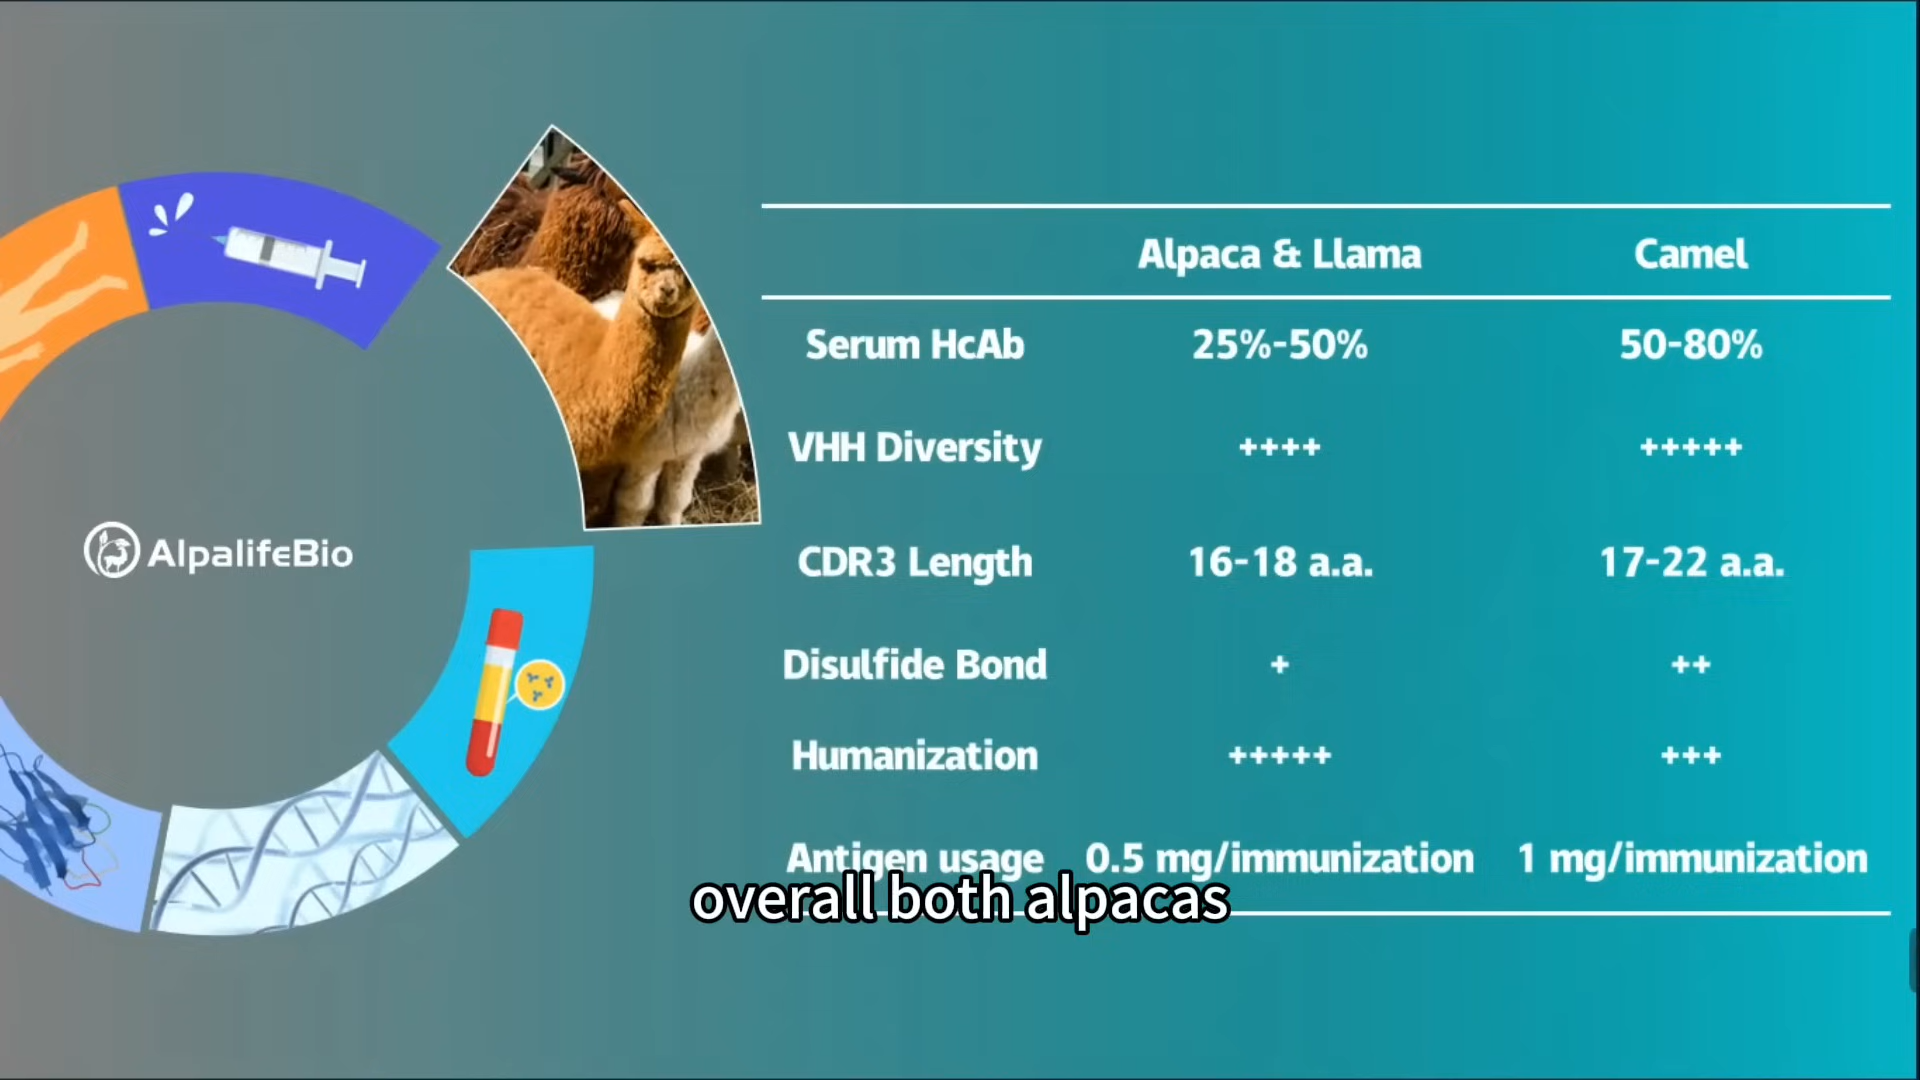 Alpaca & Llama Camel
Serum HcAb 25%-50% 50-80%
VHH Diversity ++++ +++++
CDR3 Length 16-18 a.a. 17-22 a.a.
Disulfide Bond + ++
Humanization +++++ +++
Antigen usage 0.5 mg/immunization 1 mg/immunization
AlpalifeBio
overall both alpacas